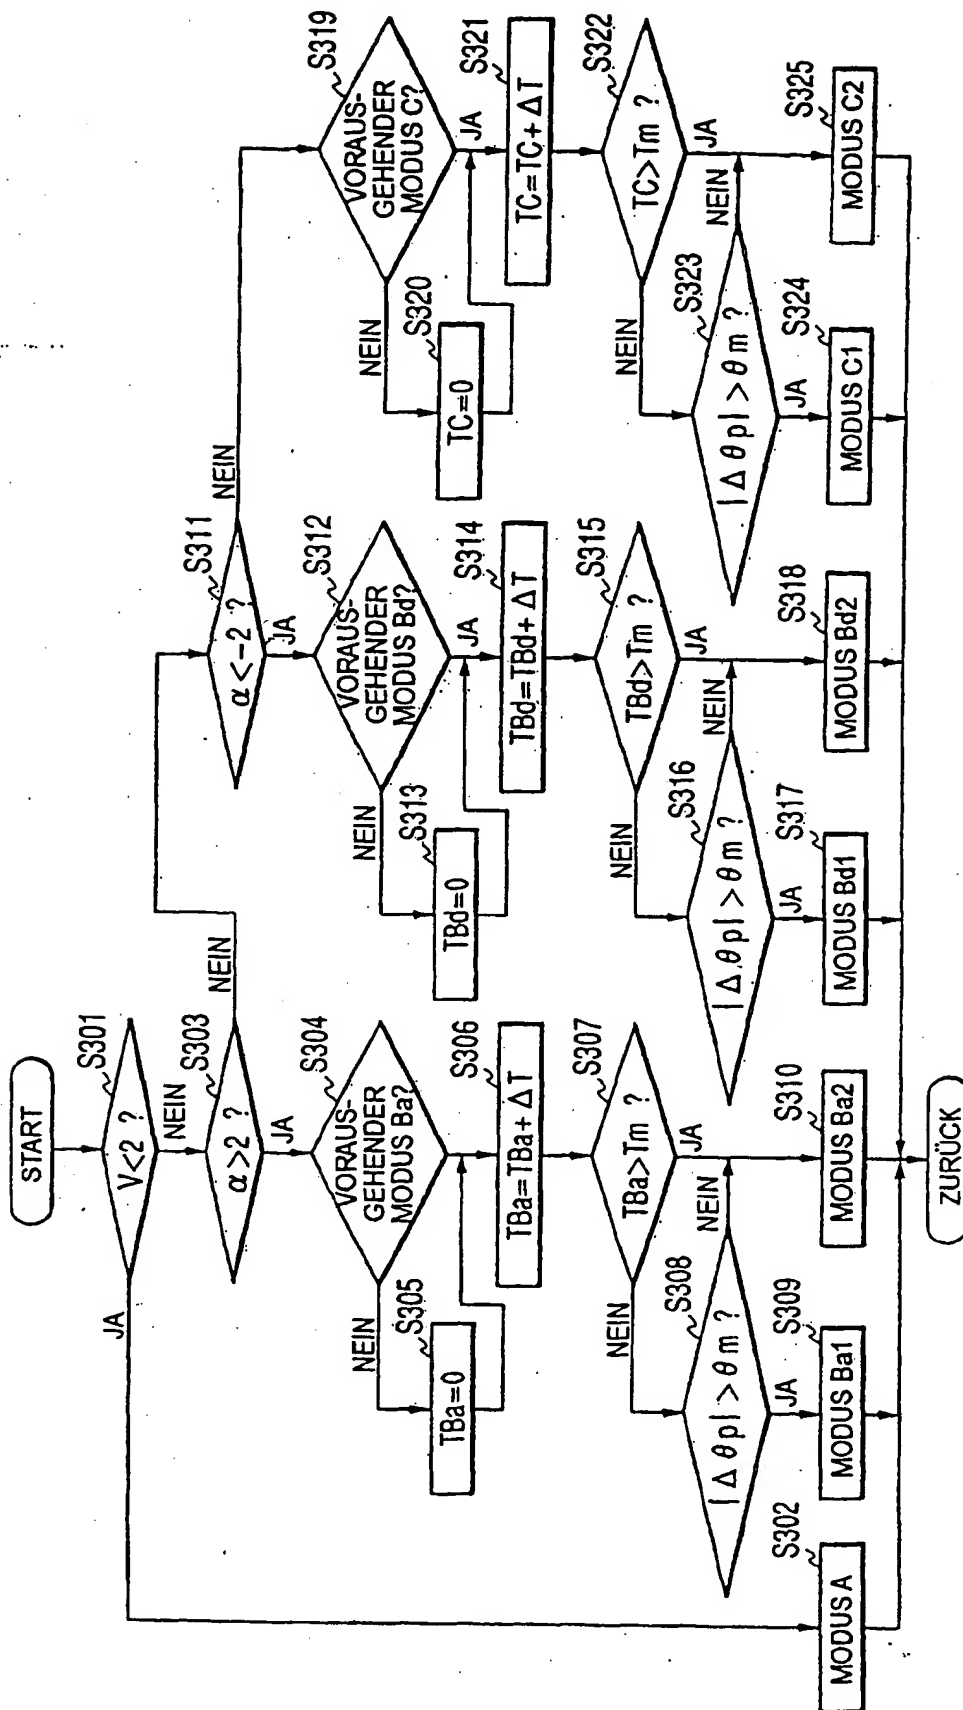 START
S301
V<2 ?
JA
NEIN
S303
α>2 ?
NEIN
JA
S304
VORAUS-
GEHENDER
MODUS Ba?
NEIN
S305
TBa=0
JA
S306
TBa=TBa+ΔT
S307
TBa>Tm ?
NEIN
JA
S308
|Δθp|>θm ?
NEIN
JA
S302
MODUS A
S309
MODUS Ba1
S310
MODUS Ba2
S311
α<-2 ?
NEIN
JA
S312
VORAUS-
GEHENDER
MODUS Bd?
NEIN
S313
TBd=0
JA
S314
TBd=TBd+ΔT
S315
TBd>Tm ?
NEIN
JA
S316
|Δθp|>θm ?
NEIN
JA
S317
MODUS Bd1
S318
MODUS Bd2
S319
VORAUS-
GEHENDER
MODUS C?
NEIN
S320
TC=0
JA
S321
TC=TC+ΔT
S322
TC>Tm ?
NEIN
JA
S323
|Δθp|>θm ?
NEIN
JA
S324
MODUS C1
S325
MODUS C2
ZURÜCK